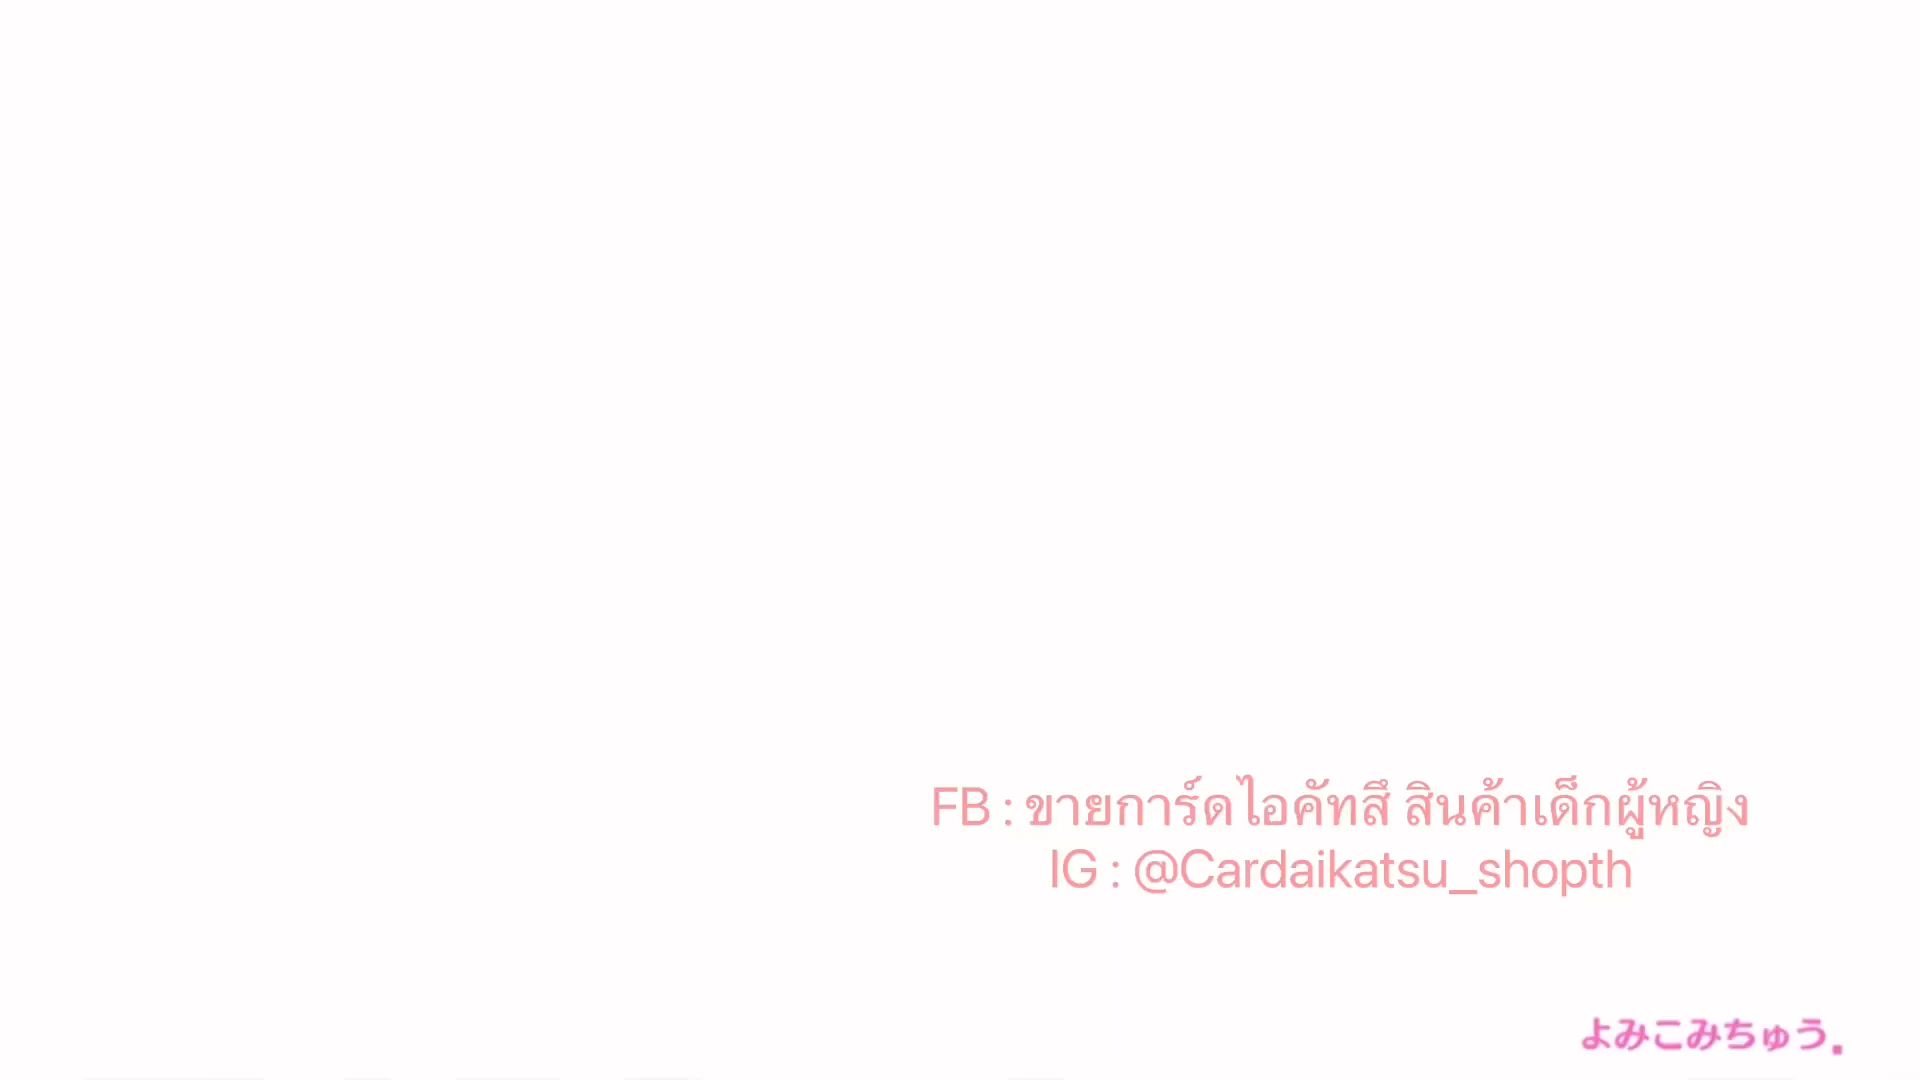 FB : ขายการ์ดไอคัทสึ สินค้าเด็กผู้หญิง
IG : @Cardaikatsu_shopth
よみこみちゅう.